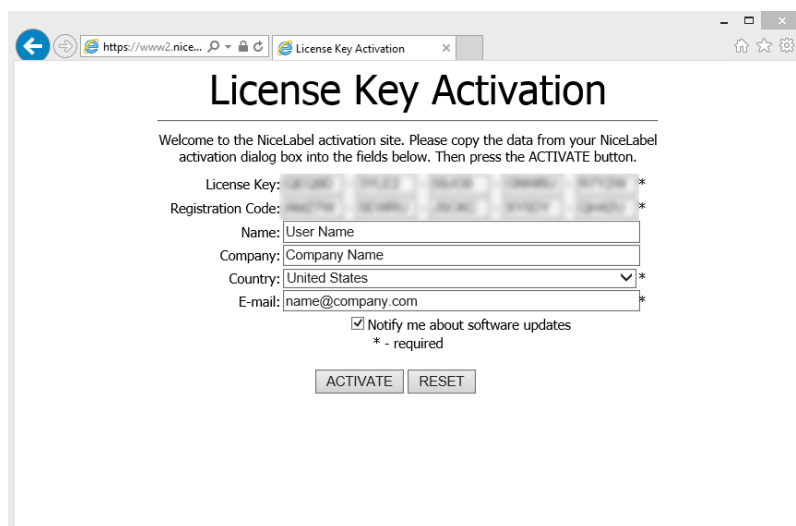 https://www2.nice...
License Key Activation
License Key Activation
Welcome to the NiceLabel activation site. Please copy the data from your NiceLabel
activation dialog box into the fields below. Then press the ACTIVATE button.
License Key: - - - - *
Registration Code: - - - - *
Name: User Name
Company: Company Name
Country: United States *
E-mail: name@company.com *
Notify me about software updates
* - required
ACTIVATE RESET